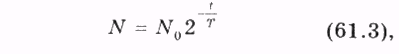 N = N₀2^{-t/T} (61.3),